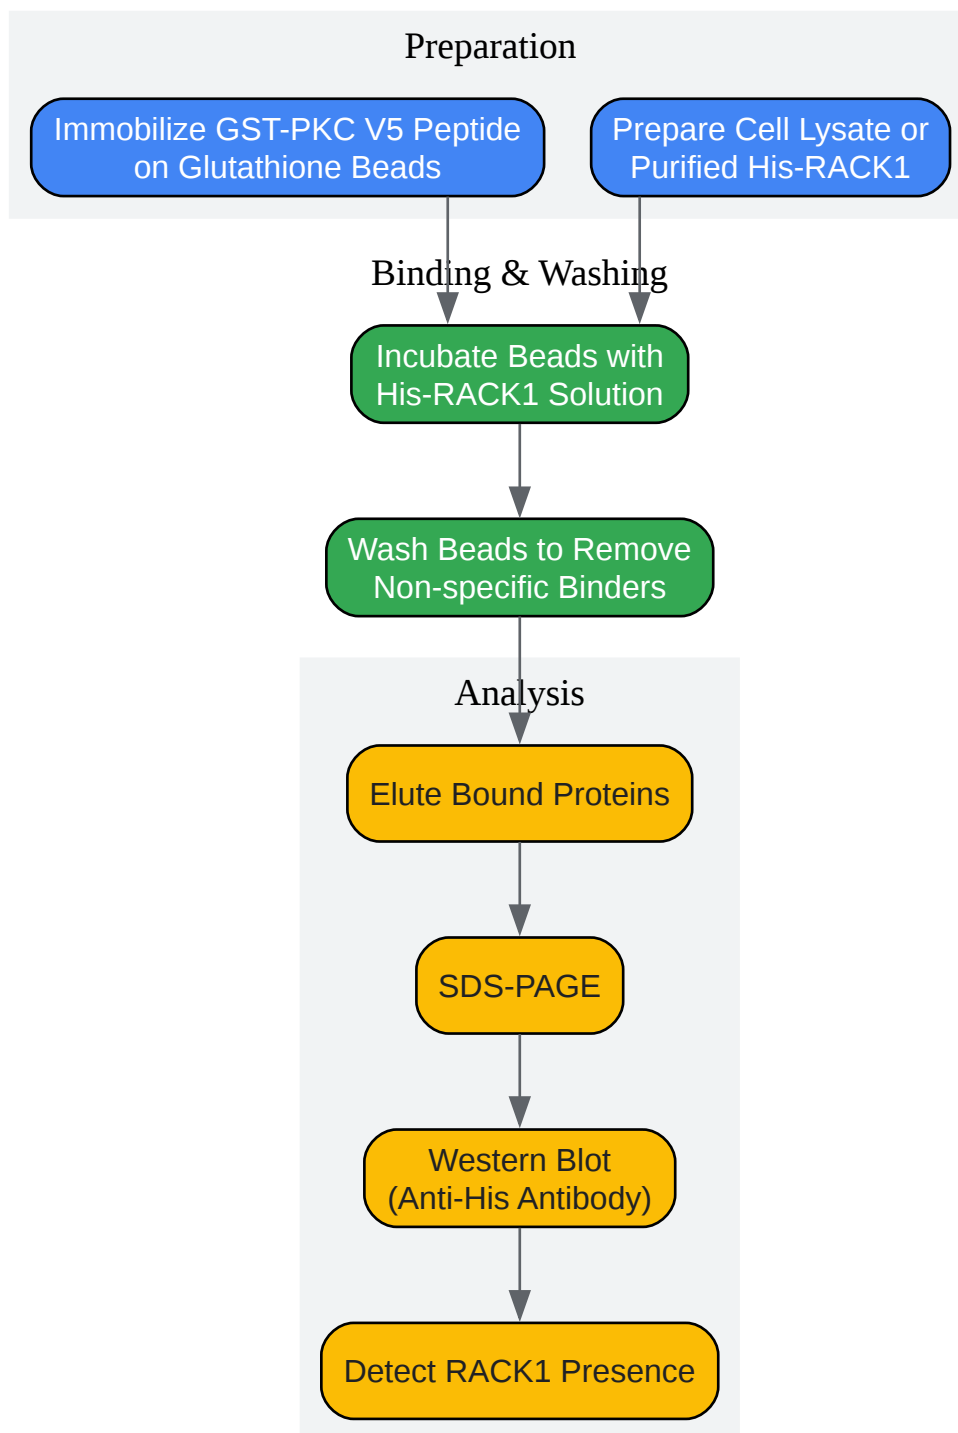 Preparation
Immobilize GST-PKC V5 Peptide
on Glutathione Beads
Prepare Cell Lysate or
Purified His-RACK1
Binding & Washing
Incubate Beads with
His-RACK1 Solution
Wash Beads to Remove
Non-specific Binders
Analysis
Elute Bound Proteins
SDS-PAGE
Western Blot
(Anti-His Antibody)
Detect RACK1 Presence